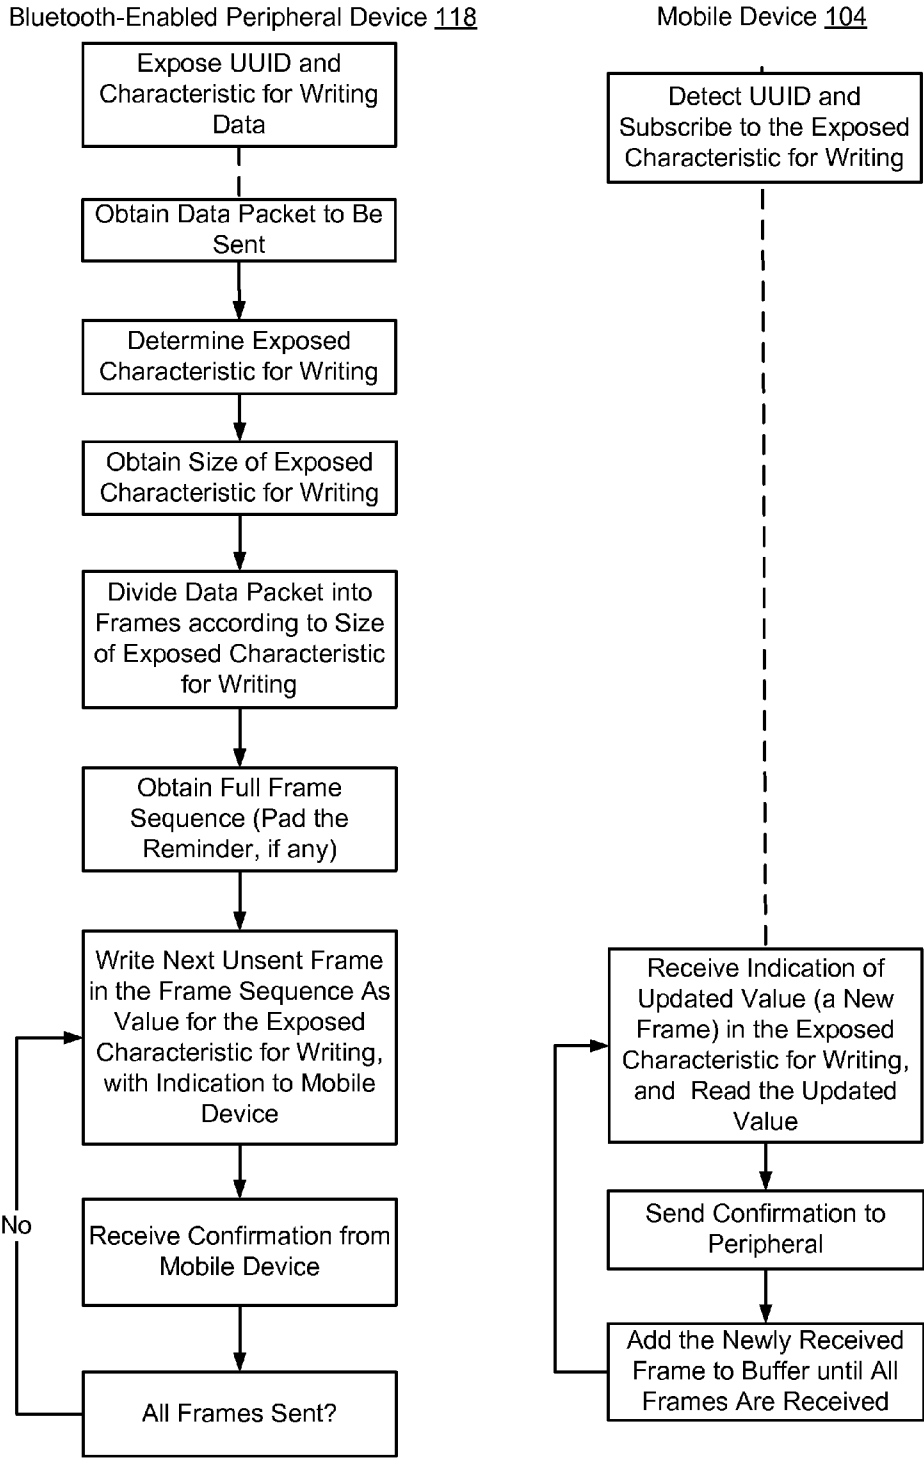 Bluetooth-Enabled Peripheral Device 118
Expose UUID and
Characteristic for Writing
Data
Obtain Data Packet to Be
Sent
Determine Exposed
Characteristic for Writing
Obtain Size of Exposed
Characteristic for Writing
Divide Data Packet into
Frames according to Size
of Exposed Characteristic
for Writing
Obtain Full Frame
Sequence (Pad the
Reminder, if any)
Write Next Unsent Frame
in the Frame Sequence As
Value for the Exposed
Characteristic for Writing,
with Indication to Mobile
Device
No
Receive Confirmation from
Mobile Device
All Frames Sent?
Mobile Device 104
Detect UUID and
Subscribe to the Exposed
Characteristic for Writing
Receive Indication of
Updated Value (a New
Frame) in the Exposed
Characteristic for Writing,
and Read the Updated
Value
Send Confirmation to
Peripheral
Add the Newly Received
Frame to Buffer until All
Frames Are Received